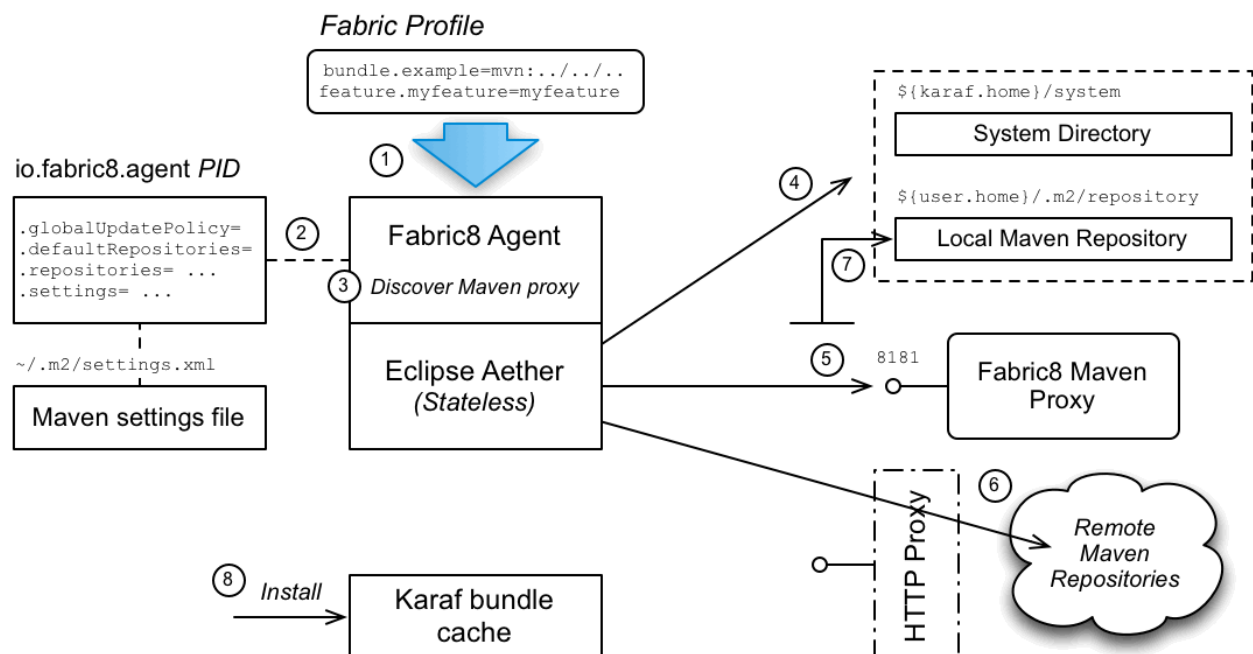 Fabric Profile
bundle.example=mvn:../../..
feature.myfeature=myfeature
1
io.fabric8.agent PID
.globalUpdatePolicy=
.defaultRepositories=
.repositories= ...
.settings= ...
2
~/.m2/settings.xml
Maven settings file
Fabric8 Agent
3
Discover Maven proxy
Eclipse Aether
(Stateless)
4
${karaf.home}/system
System Directory
${user.home}/.m2/repository
Local Maven Repository
7
5
8181
Fabric8 Maven
Proxy
6
HTTP Proxy
Remote
Maven
Repositories
8
Install
Karaf bundle
cache